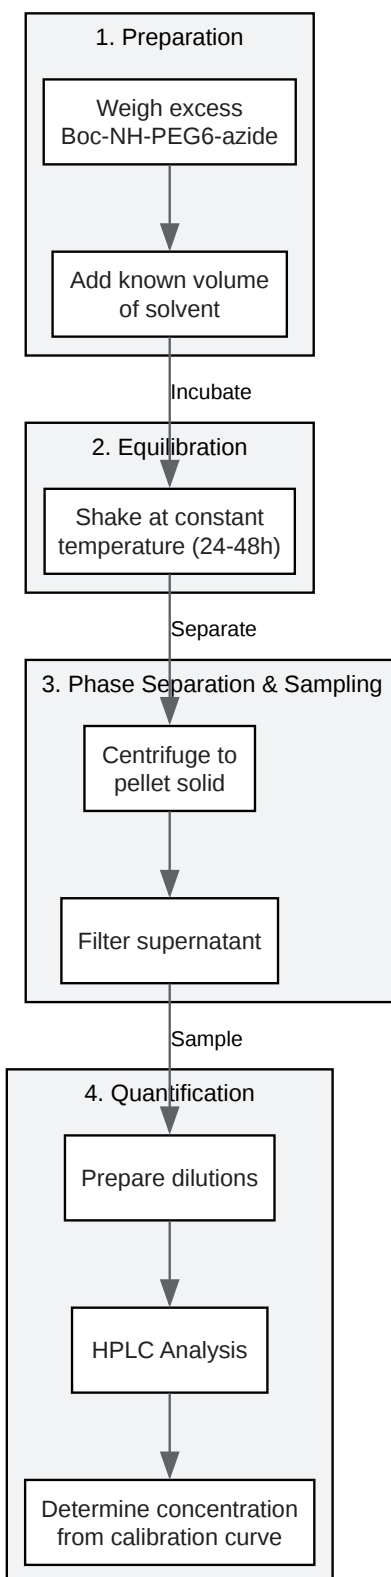 1. Preparation
Weigh excess
Boc-NH-PEG6-azide
Add known volume
of solvent
Incubate
2. Equilibration
Shake at constant
temperature (24-48h)
Separate
3. Phase Separation & Sampling
Centrifuge to
pellet solid
Filter supernatant
Sample
4. Quantification
Prepare dilutions
HPLC Analysis
Determine concentration
from calibration curve